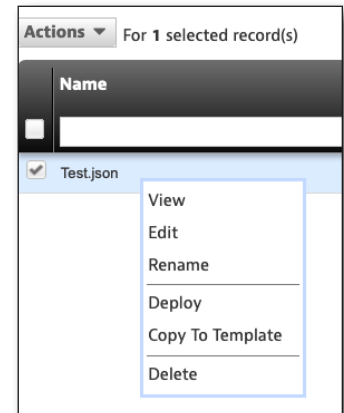 Actions For 1 selected record(s)
Name
Test.json
View
Edit
Rename
Deploy
Copy To Template
Delete